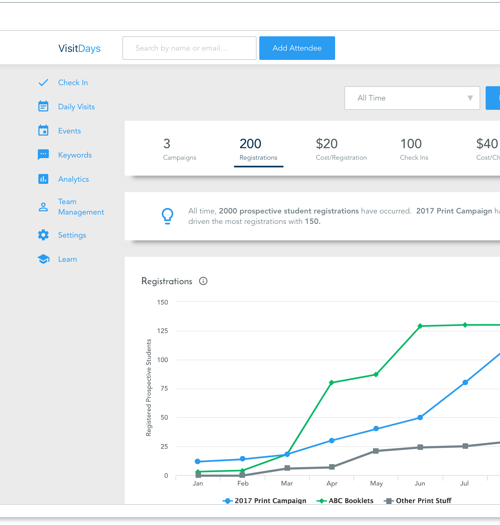 VisitDays
Search by name or email...
Add Attendee
Check In
Daily Visits
Events
Keywords
Analytics
Team
Management
Settings
Learn
All Time
3
Campaigns
200
Registrations
$20
Cost/Registration
100
Check Ins
$40
Cost/Ch
All time, 2000 prospective student registrations have occurred. 2017 Print Campaign ha
driven the most registrations with 150.
Registrations
150
125
100
75
50
25
0
Registered Prospective Students
Jan Feb Mar Apr May Jun Jul
2017 Print Campaign ABC Booklets Other Print Stuff